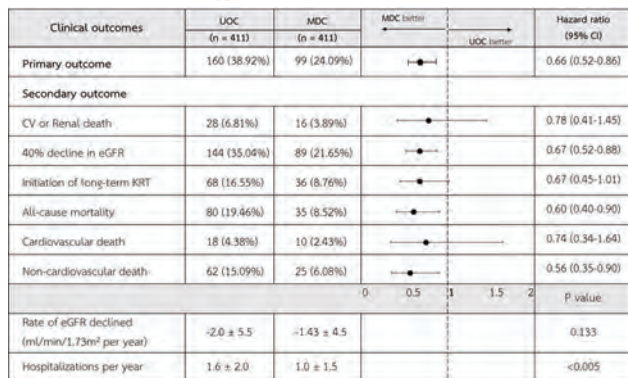 Clinical outcomes UOC MDC MDC better Hazard ratio
(n = 411) (n = 411) UOC better (95% CI)
Primary outcome 160 (38.92%) 99 (24.09%) 0.66 (0.52-0.86)
Secondary outcome
CV or Renal death 28 (6.81%) 16 (3.89%) 0.78 (0.41-1.45)
40% decline in eGFR 144 (35.04%) 89 (21.65%) 0.67 (0.52-0.88)
Initiation of long-term KRT 68 (16.55%) 36 (8.76%) 0.67 (0.45-1.01)
All-cause mortality 80 (19.46%) 35 (8.52%) 0.60 (0.40-0.90)
Cardiovascular death 18 (4.38%) 10 (2.43%) 0.74 (0.34-1.64)
Non-cardiovascular death 62 (15.09%) 25 (6.08%) 0.56 (0.35-0.90)
0 0.5 1 1.5 2 P value
Rate of eGFR declined
(ml/min/1.73m² per year) -2.0 ± 5.5 -1.43 ± 4.5 0.133
Hospitalizations per year 1.6 ± 2.0 1.0 ± 1.5 <0.005